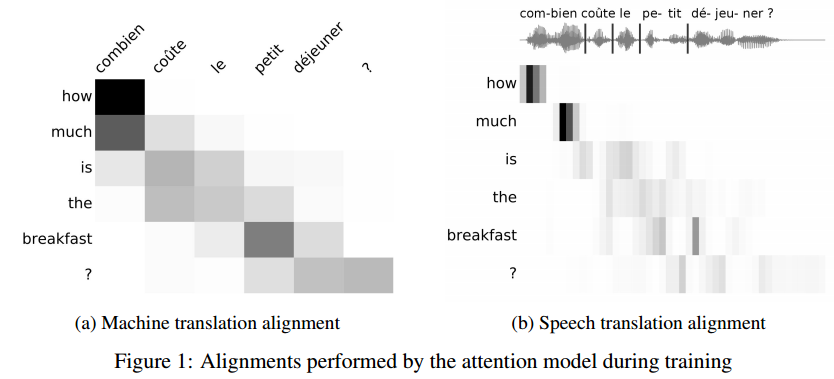 combien
coûte
le
petit
déjeuner
?
how
much
is
the
breakfast
?
(a) Machine translation alignment
com-bien coûte le pe- tit dé- jeu- ner ?
how
much
is
the
breakfast
?
(b) Speech translation alignment
Figure 1: Alignments performed by the attention model during training